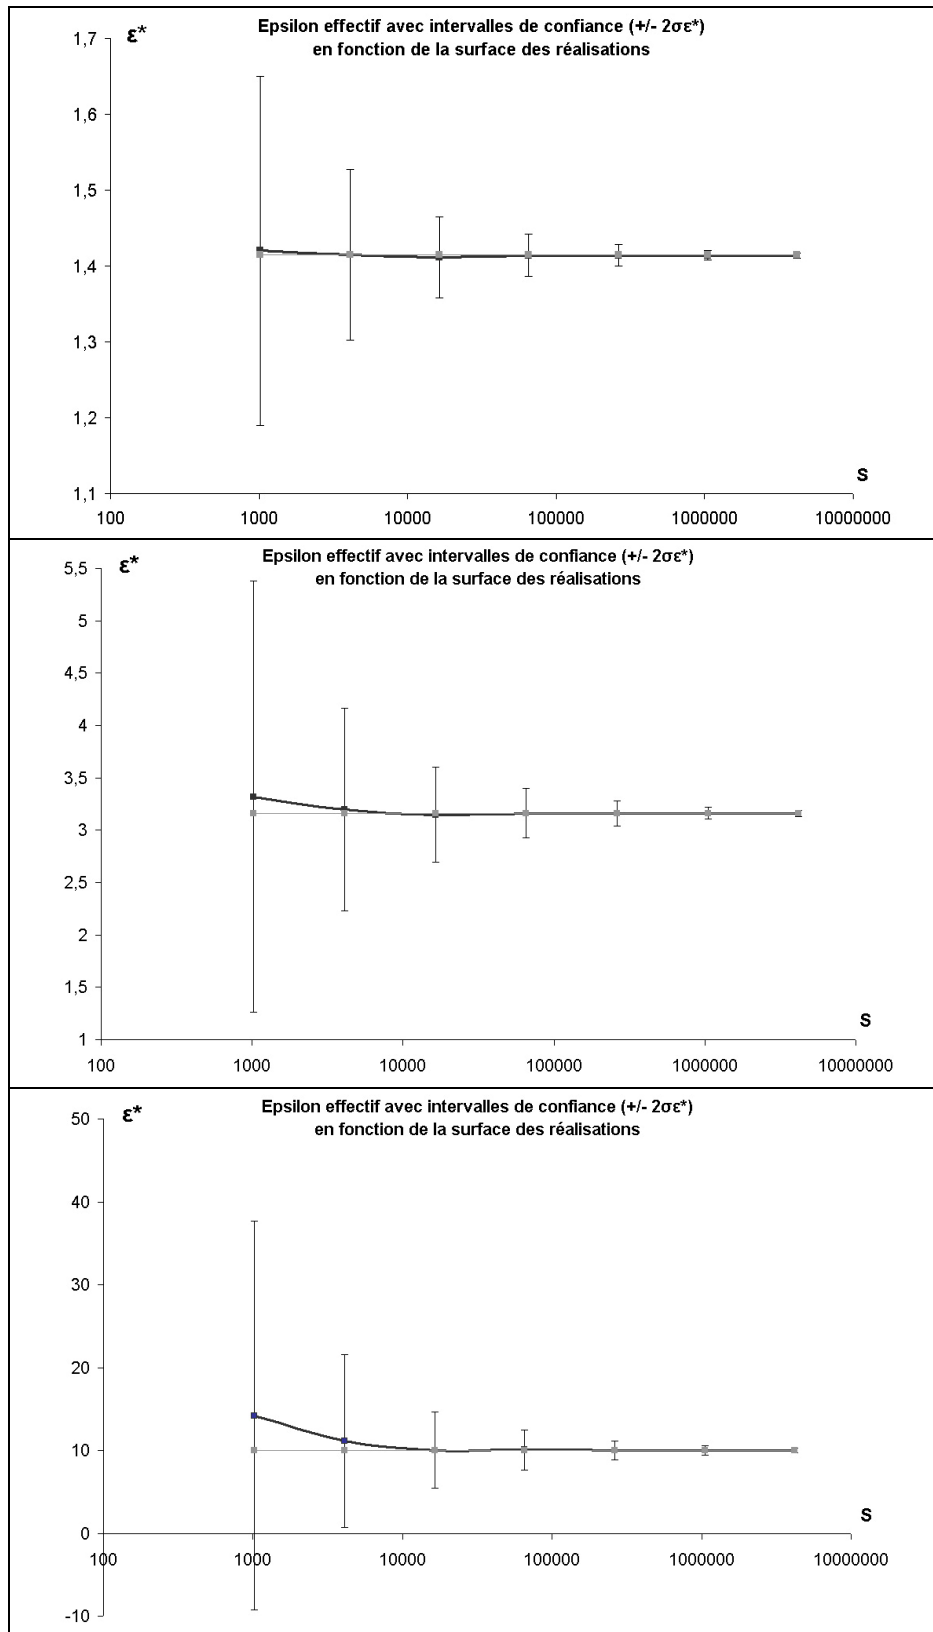 Epsilon effectif avec intervalles de confiance (+/- 2σε*)
en fonction de la surface des réalisations
ε*
1,7
1,6
1,5
1,4
1,3
1,2
1,1
S
100 1000 10000 100000 1000000 10000000
Epsilon effectif avec intervalles de confiance (+/- 2σε*)
en fonction de la surface des réalisations
ε*
5,5
5
4,5
4
3,5
3
2,5
2
1,5
1
S
100 1000 10000 100000 1000000 10000000
Epsilon effectif avec intervalles de confiance (+/- 2σε*)
en fonction de la surface des réalisations
ε*
50
40
30
20
10
0
S
100 1000 10000 100000 1000000 10000000
-10